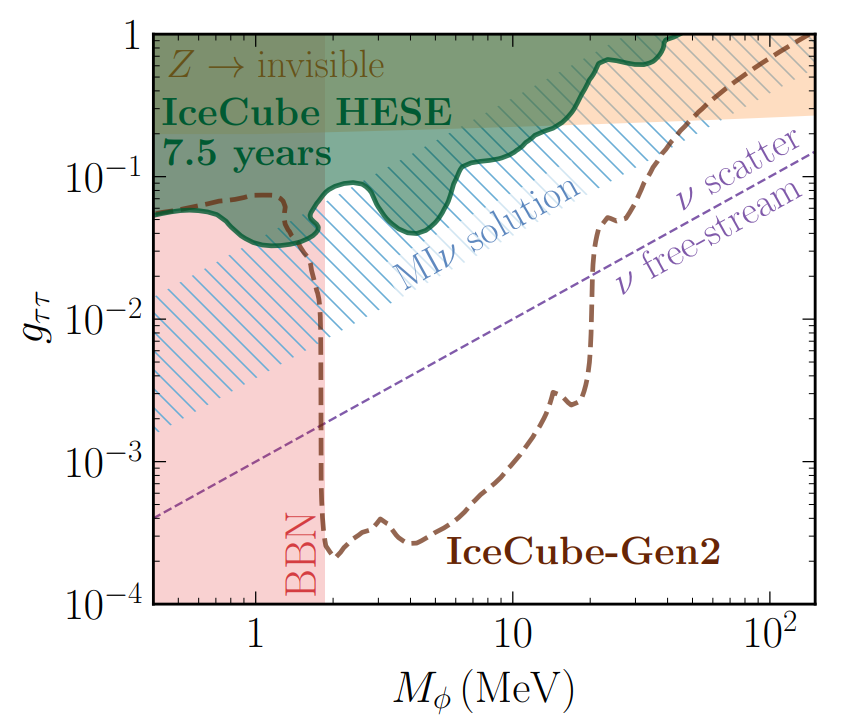 1
10⁻¹
10⁻²
10⁻³
10⁻⁴
g_ττ
Z → invisible
IceCube HESE
7.5 years
MIν solution
ν scatter
ν free-stream
BBN
IceCube-Gen2
1
10
10²
M_ϕ (MeV)